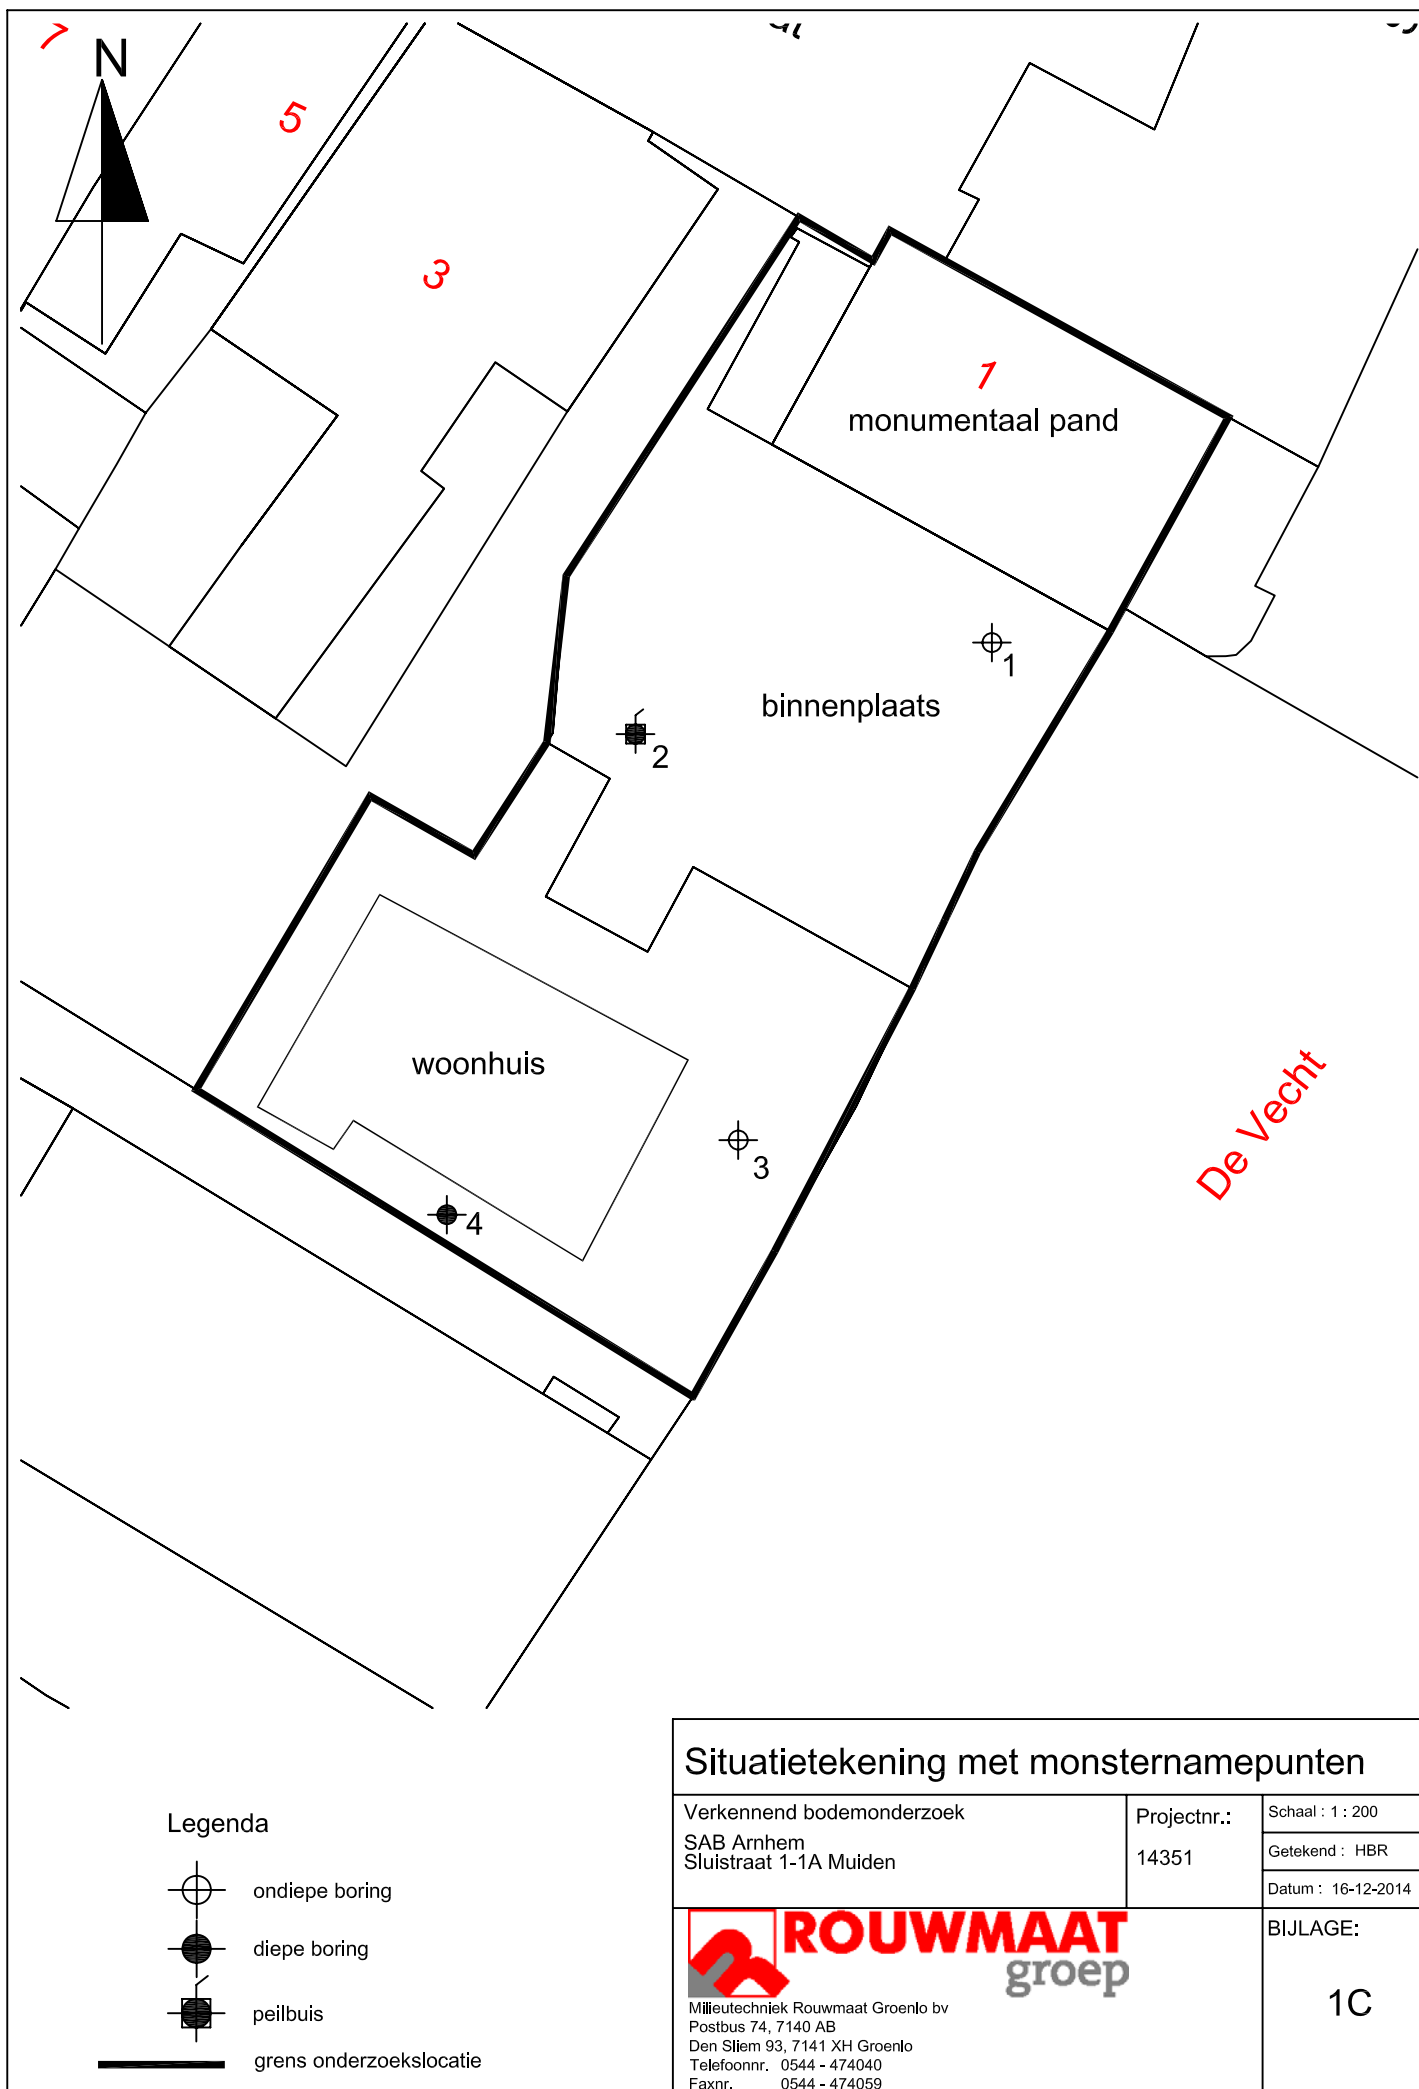 N
7
5
3
1
monumentaal pand
1
binnenplaats
2
woonhuis
3
4
De Vecht
Legenda
ondiepe boring
diepe boring
peilbuis
grens onderzoekslocatie
Situatietekening met monsternamepunten
Verkennend bodemonderzoek
SAB Arnhem
Sluistraat 1-1A Muiden
Projectnr.:
14351
Schaal : 1 : 200
Getekend : HBR
Datum : 16-12-2014
ROUWMAAT
groep
Milieutechniek Rouwmaat Groenlo bv
Postbus 74, 7140 AB
Den Sliem 93, 7141 XH Groenlo
Telefoonnr. 0544 - 474040
Faxnr. 0544 - 474059
BIJLAGE:
1C